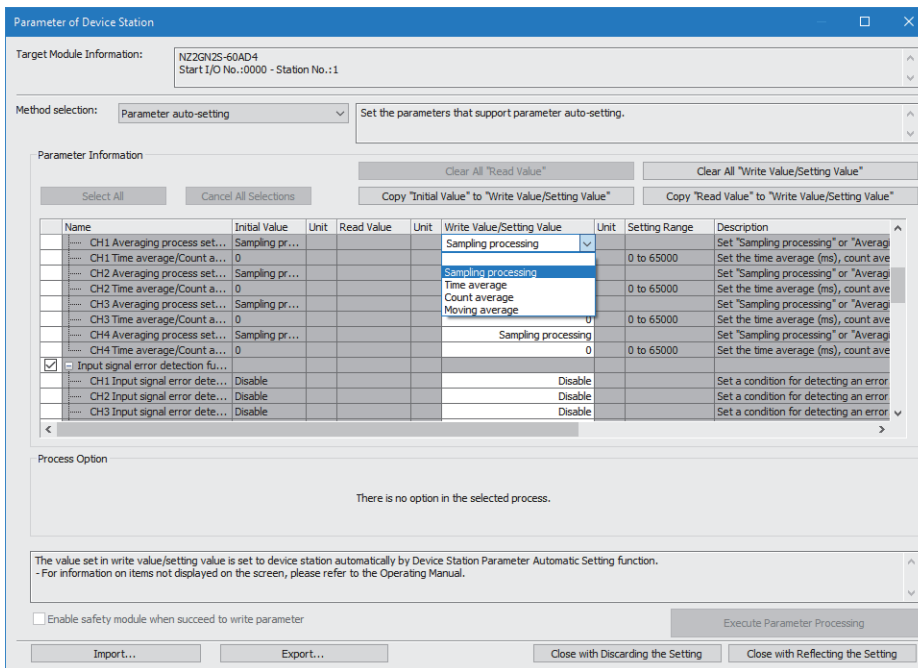 Parameter of Device Station
Target Module Information:
NZ2GN2S-60AD4
Start I/O No.:0000 - Station No.:1
Method selection:
Parameter auto-setting
Set the parameters that support parameter auto-setting.
Parameter Information
Clear All "Read Value"
Clear All "Write Value/Setting Value"
Select All
Cancel All Selections
Copy "Initial Value" to "Write Value/Setting Value"
Copy "Read Value" to "Write Value/Setting Value"
Name Initial Value Unit Read Value Unit Write Value/Setting Value Unit Setting Range Description
CH1 Averaging process set... Sampling pr... Sampling processing Set "Sampling processing" or "Averagi
CH1 Time average/Count a... 0 0 to 65000 Set the time average (ms), count ave
CH2 Averaging process set... Sampling pr... Set "Sampling processing" or "Averagi
CH2 Time average/Count a... 0 0 to 65000 Set the time average (ms), count ave
CH3 Averaging process set... Sampling pr... Set "Sampling processing" or "Averagi
CH3 Time average/Count a... 0 0 0 to 65000 Set the time average (ms), count ave
Sampling processing
Time average
Count average
Moving average
CH4 Averaging process set... Sampling pr... Sampling processing Set "Sampling processing" or "Averagi
CH4 Time average/Count a... 0 0 0 to 65000 Set the time average (ms), count ave
Input signal error detection fu...
CH1 Input signal error dete... Disable Disable Set a condition for detecting an error
CH2 Input signal error dete... Disable Disable Set a condition for detecting an error
CH3 Input signal error dete... Disable Disable Set a condition for detecting an error
Process Option
There is no option in the selected process.
The value set in write value/setting value is set to device station automatically by Device Station Parameter Automatic Setting function.
- For information on items not displayed on the screen, please refer to the Operating Manual.
Enable safety module when succeed to write parameter
Execute Parameter Processing
Import...
Export...
Close with Discarding the Setting
Close with Reflecting the Setting